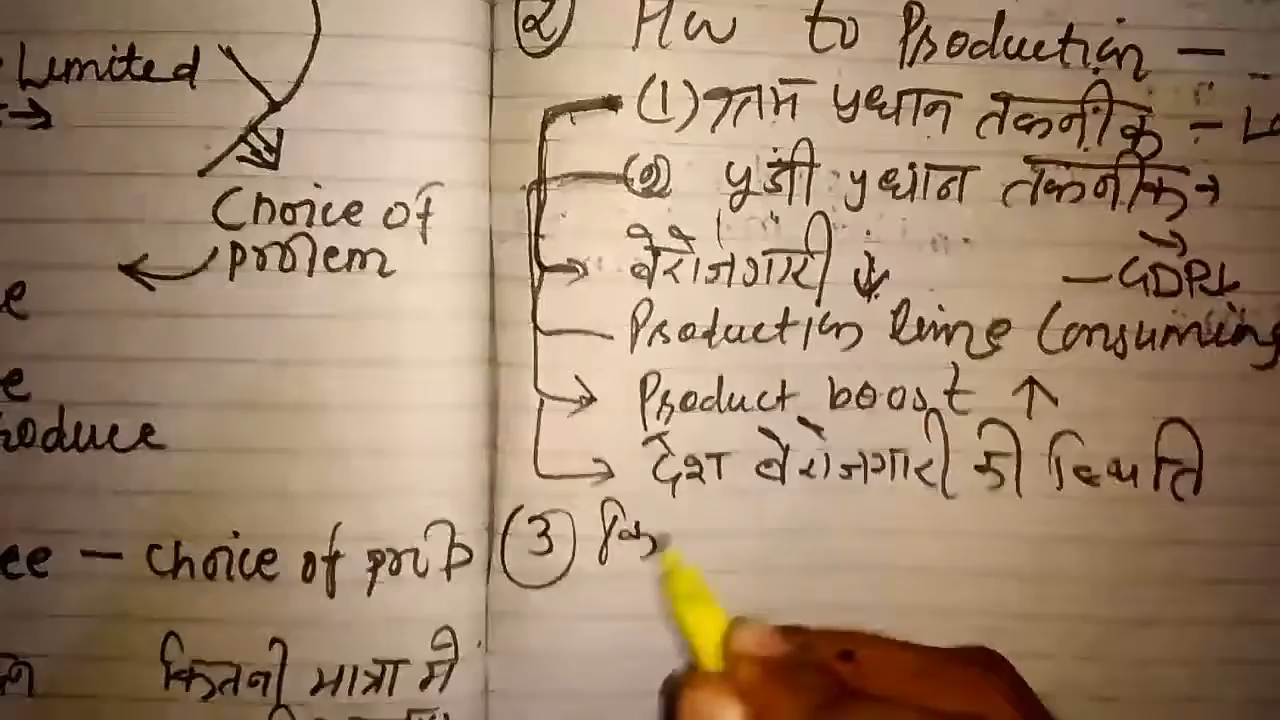 Limited
Choice of
problem
e
e
roduce
ee - choice of prob
कितनी मात्रा में
② How to Production -
(1) श्रम प्रधान तकनीक -
② पूंजी प्रधान तकनीक →
बेरोजगारी ↓ - GDP↓
Production time Consuming
Product boost ↑
देश बेरोजगारी की स्थिति
③ कि